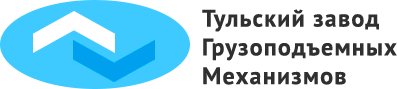 Тульский завод
Грузоподъемных
Механизмов